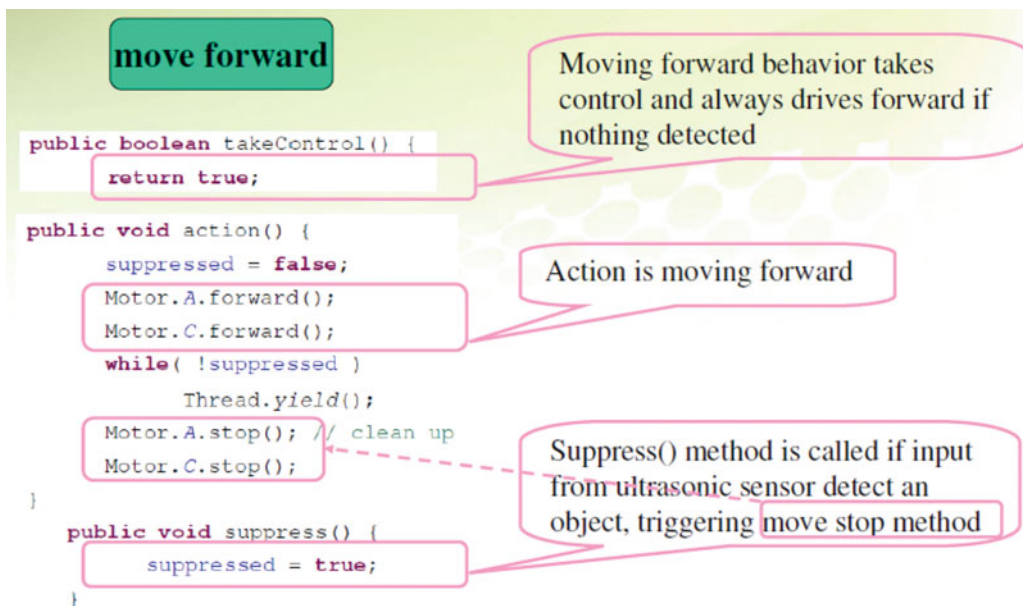 move forward
Moving forward behavior takes
control and always drives forward if
nothing detected
public boolean takeControl() {
return true;
public void action() {
suppressed = false;
Motor.A.forward();
Motor.C.forward();
while( !suppressed )
Thread.yield();
Motor.A.stop(); // clean up
Motor.C.stop();
}
Action is moving forward
public void suppress() {
suppressed = true;
}
Suppress() method is called if input
from ultrasonic sensor detect an
object, triggering move stop method